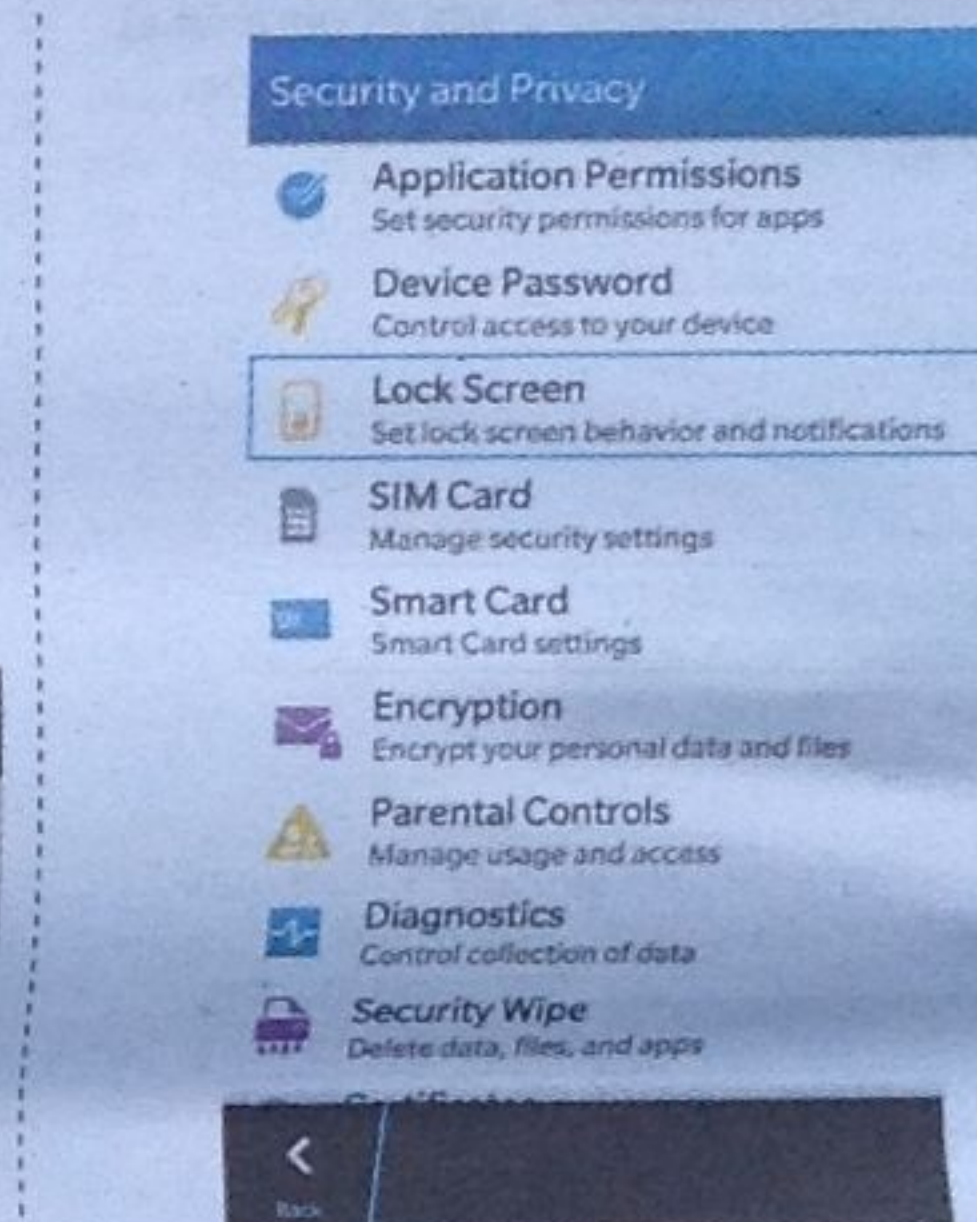 Security and Privacy
Application Permissions
Set security permissions for apps
Device Password
Control access to your device
Lock Screen
Set lock screen behavior and notifications
SIM Card
Manage security settings
Smart Card
Smart Card settings
Encryption
Encrypt your personal data and files
Parental Controls
Manage usage and access
Diagnostics
Control collection of data
Security Wipe
Delete data, files, and apps
Back